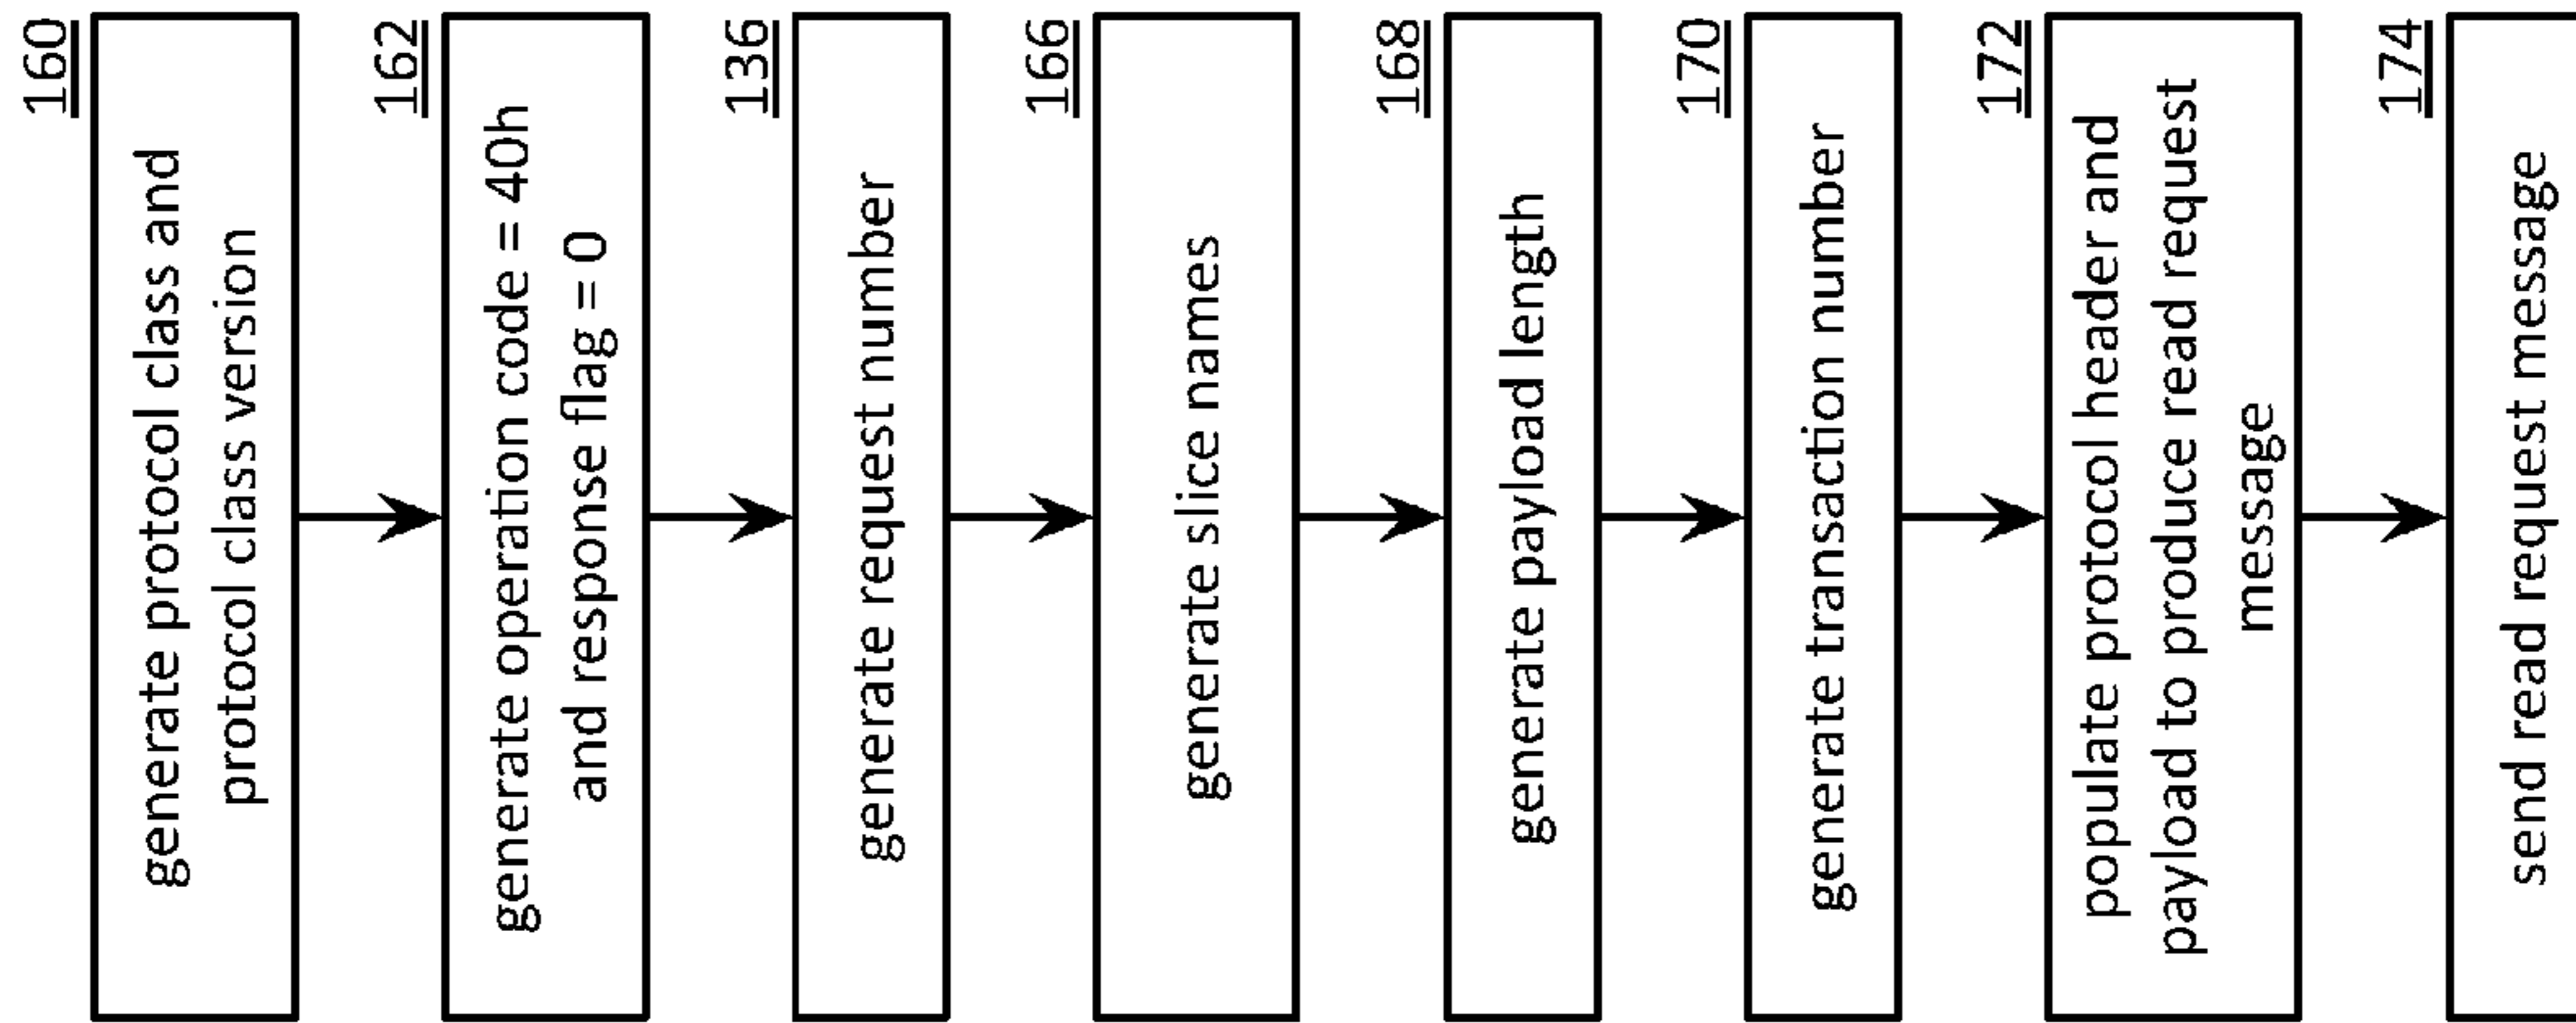 160
generate protocol class and
protocol class version
162
generate operation code = 40h
and response flag = 0
136
generate request number
166
generate slice names
168
generate payload length
170
generate transaction number
172
populate protocol header and
payload to produce read request
message
174
send read request message